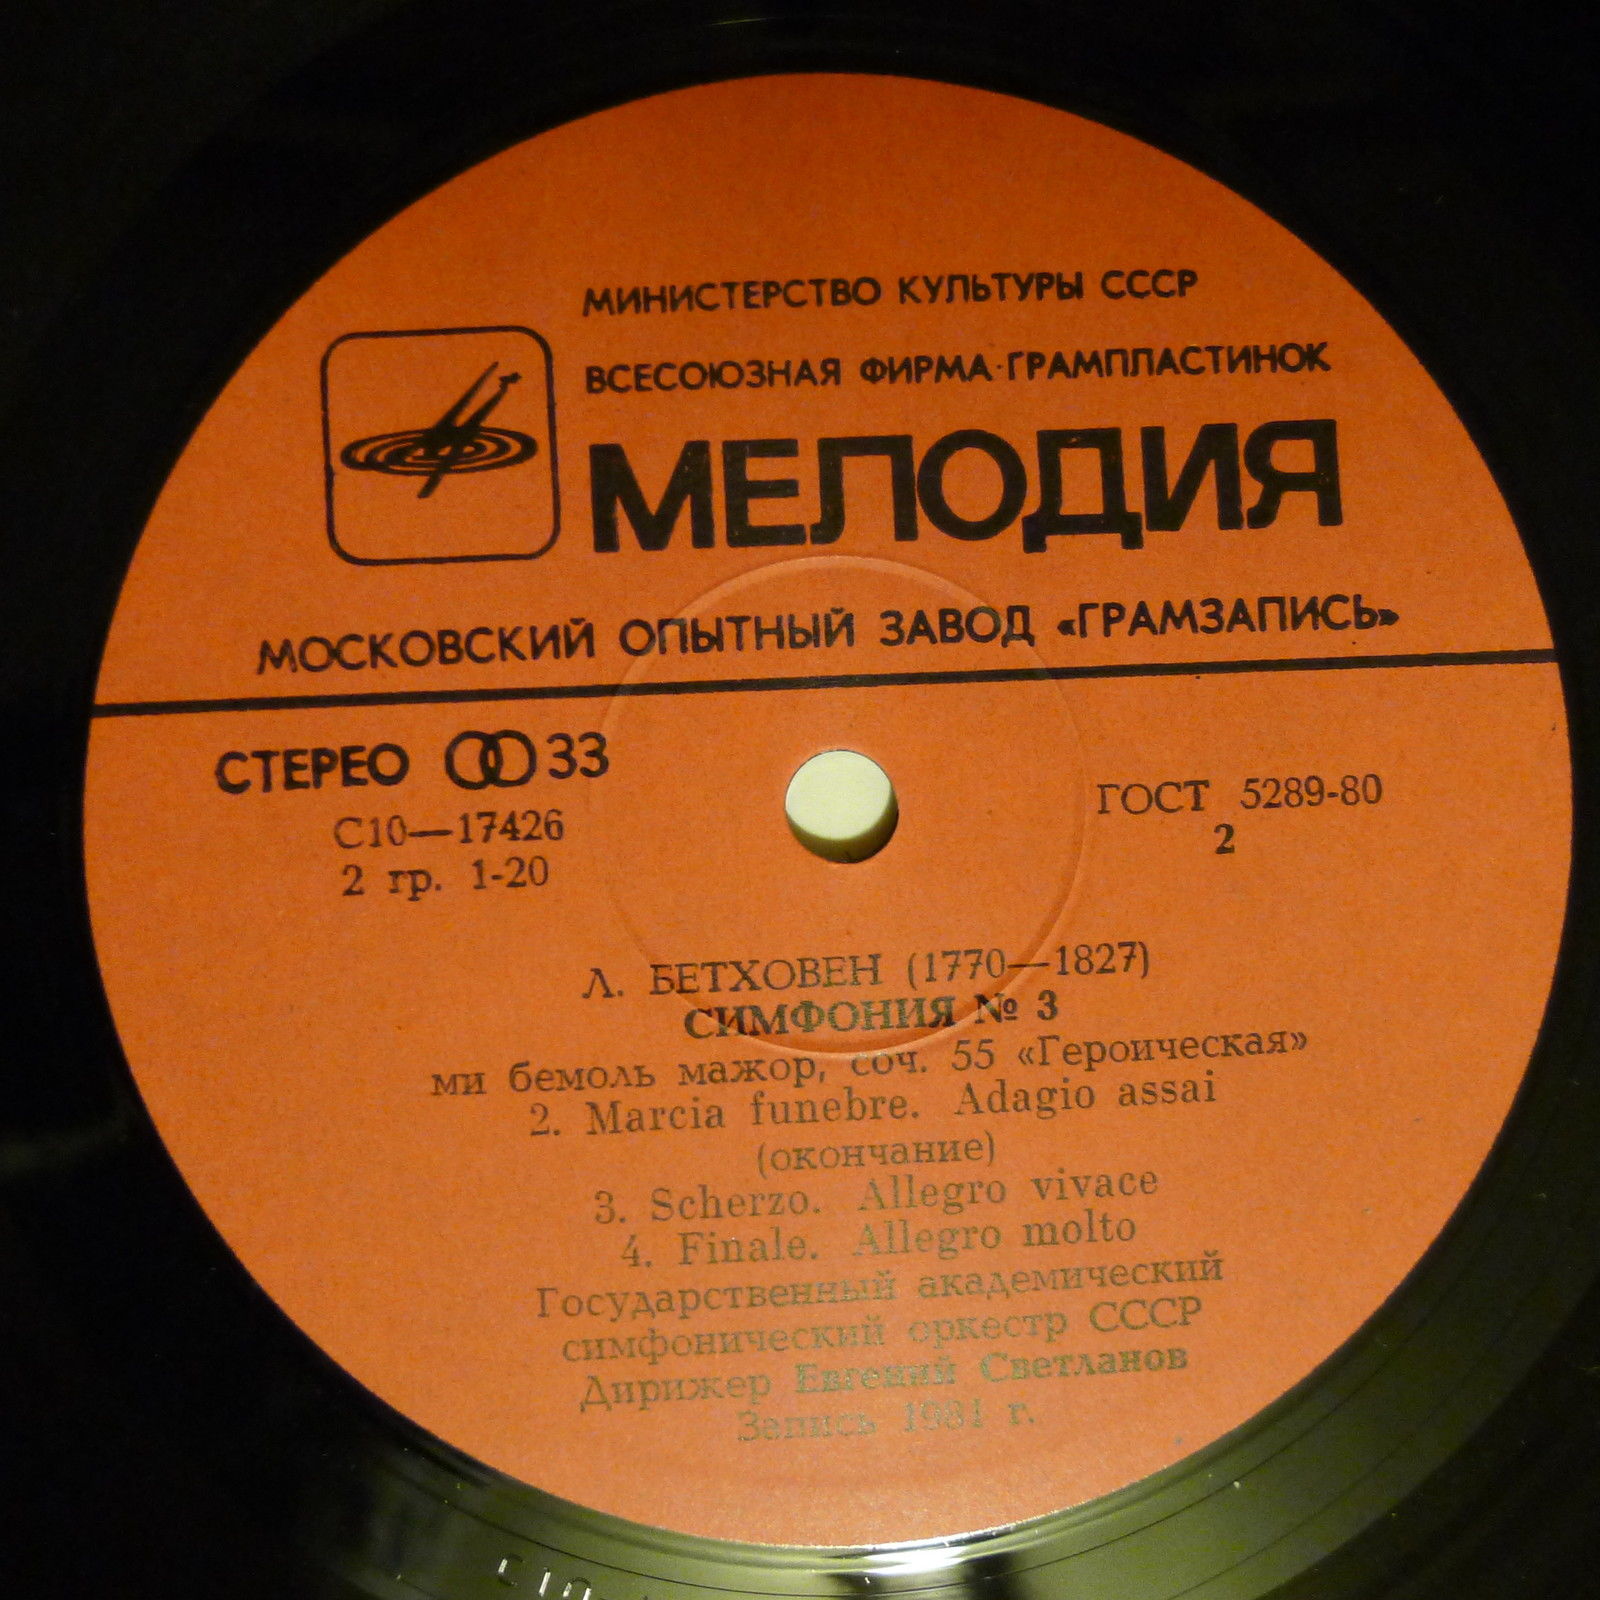 МИНИСТЕРСТВО КУЛЬТУРЫ СССР
ВСЕСОЮЗНАЯ ФИРМА ГРАМПЛАСТИНОК
МЕЛОДИЯ
МОСКОВСКИЙ ОПЫТНЫЙ ЗАВОД «ГРАМЗАПИСЬ»
СТЕРЕО 33
С10—17426
2 гр. 1-20
ГОСТ 5289-80
2
Л. БЕТХОВЕН (1770—1827)
СИМФОНИЯ № 3
ми бемоль мажор, соч. 55 «Героическая»
2. Marcia funebre. Adagio assai
(окончание)
3. Scherzo. Allegro vivace
4. Finale. Allegro molto
Государственный академический
симфонический оркестр СССР
Дирижер Евгений Светланов
Запись 1981 г.